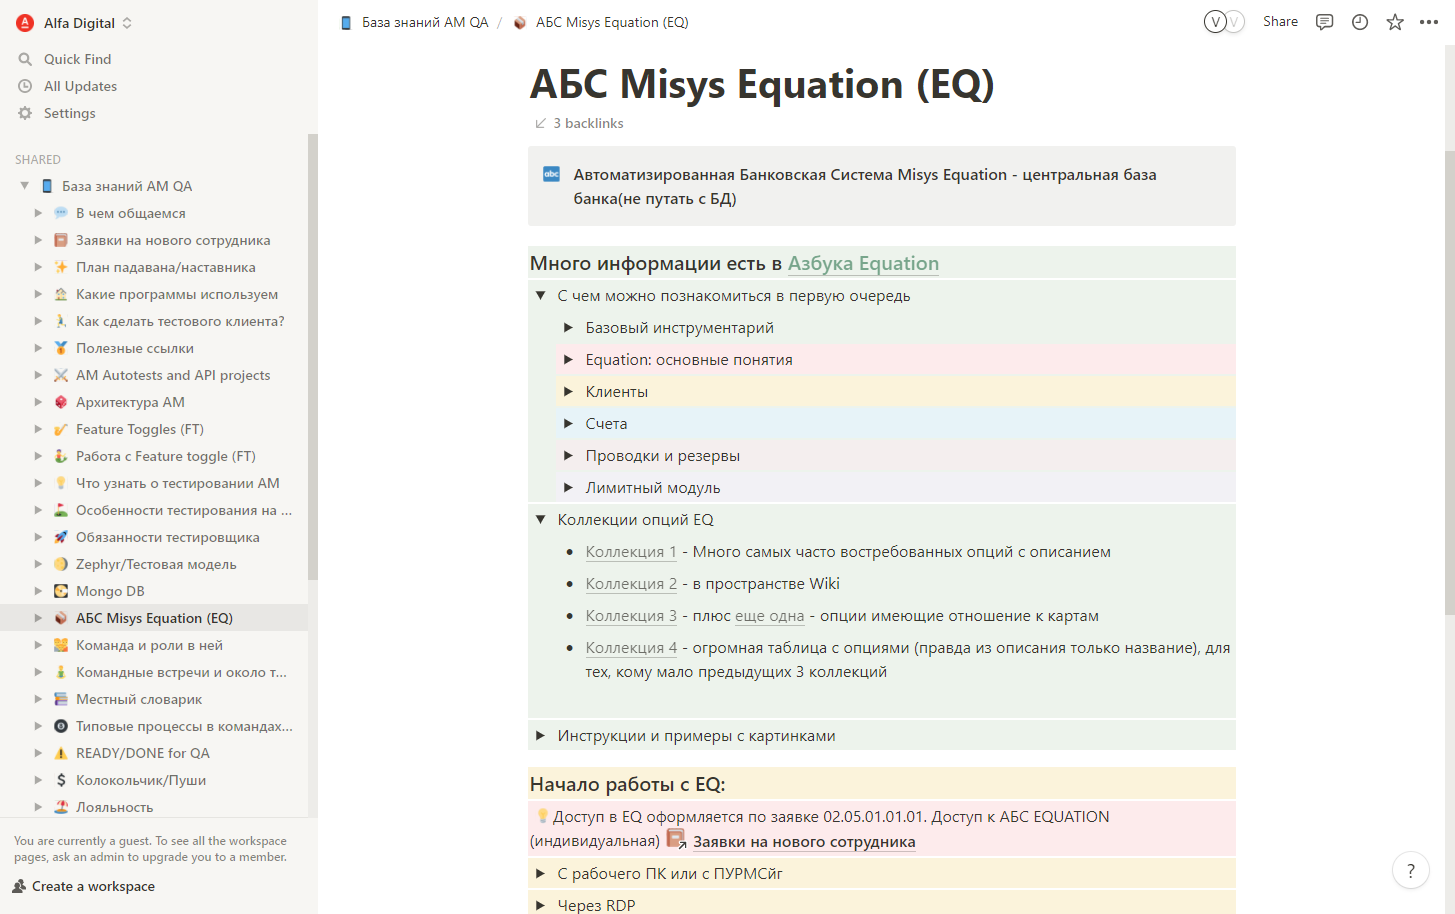 Alfa Digital
Quick Find
All Updates
Settings
SHARED
База знаний AM QA
В чем общаемся
Заявки на нового сотрудника
План падавана/наставника
Какие программы используем
Как сделать тестового клиента?
Полезные ссылки
AM Autotests and API projects
Архитектура АМ
Feature Toggles (FT)
Работа с Feature toggle (FT)
Что узнать о тестировании АМ
Особенности тестирования на ...
Обязанности тестировщика
Zephyr/Тестовая модель
Mongo DB
АБС Misys Equation (EQ)
Команда и роли в ней
Командные встречи и около т...
Местный словарик
Типовые процессы в командах...
READY/DONE for QA
Колокольчик/Пуши
Лояльность
You are currently a guest. To see all the workspace
pages, ask an admin to upgrade you to a member.
Create a workspace
База знаний AM QA / АБС Misys Equation (EQ)
V V Share
АБС Misys Equation (EQ)
3 backlinks
abc Автоматизированная Банковская Система Misys Equation - центральная база
банка(не путать с БД)
Много информации есть в Азбука Equation
С чем можно познакомиться в первую очередь
Базовый инструментарий
Equation: основные понятия
Клиенты
Счета
Проводки и резервы
Лимитный модуль
Коллекции опций EQ
Коллекция 1 - Много самых часто востребованных опций с описанием
Коллекция 2 - в пространстве Wiki
Коллекция 3 - плюс еще одна - опции имеющие отношение к картам
Коллекция 4 - огромная таблица с опциями (правда из описания только название), для
тех, кому мало предыдущих 3 коллекций
Инструкции и примеры с картинками
Начало работы с EQ:
Доступ в EQ оформляется по заявке 02.05.01.01.01. Доступ к АБС EQUATION
(индивидуальная) Заявки на нового сотрудника
С рабочего ПК или с ПУРМСйг
Через RDP
?